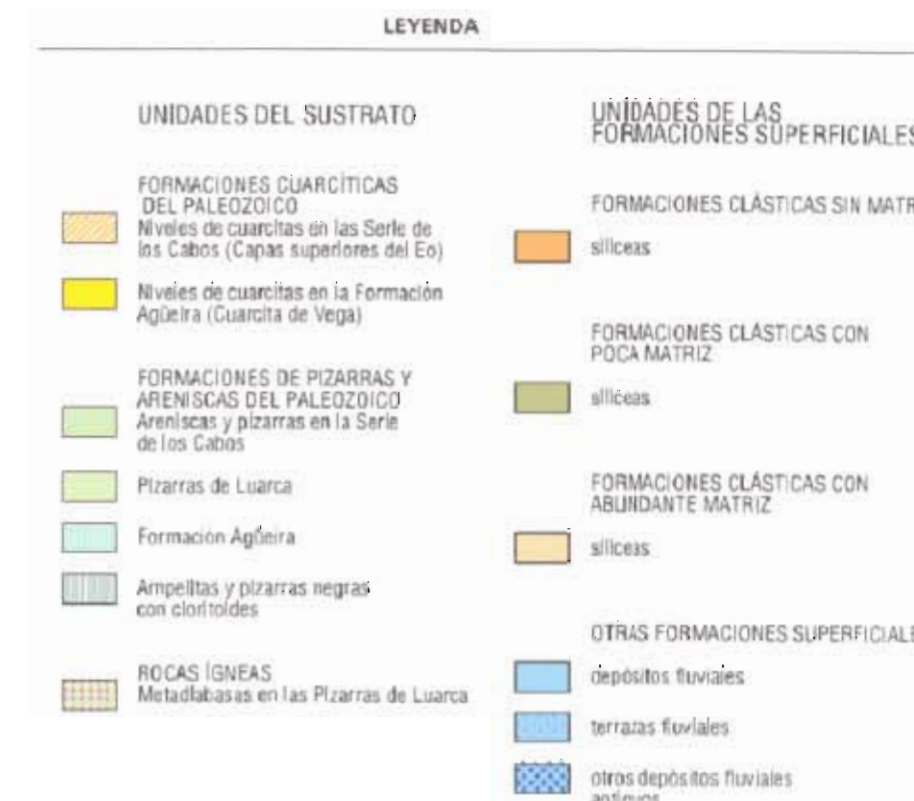 LEYENDA
UNIDADES DEL SUSTRATO
FORMACIONES CUARCÍTICAS
DEL PALEOZOICO
Niveles de cuarcitas en las Serie de
los Cabos (Capas superiores del Eo)
Niveles de cuarcitas en la Formación
Agüeira (Cuarcita de Vega)
FORMACIONES DE PIZARRAS Y
ARENISCAS DEL PALEOZOICO
Areniscas y pizarras en la Serie
de los Cabos
Pizarras de Luarca
Formación Agüeira
Ampelitas y pizarras negras
con cloritoides
ROCAS ÍGNEAS
Metadiabasas en las Pizarras de Luarca
UNIDADES DE LAS
FORMACIONES SUPERFICIALES
FORMACIONES CLÁSTICAS SIN MATR
silíceas
FORMACIONES CLÁSTICAS CON
POCA MATRIZ
silíceas
FORMACIONES CLÁSTICAS CON
ABUNDANTE MATRIZ
silíceas
OTRAS FORMACIONES SUPERFICIALE
depósitos fluviales
terrazas fluviales
otros depósitos fluviales
antiguos